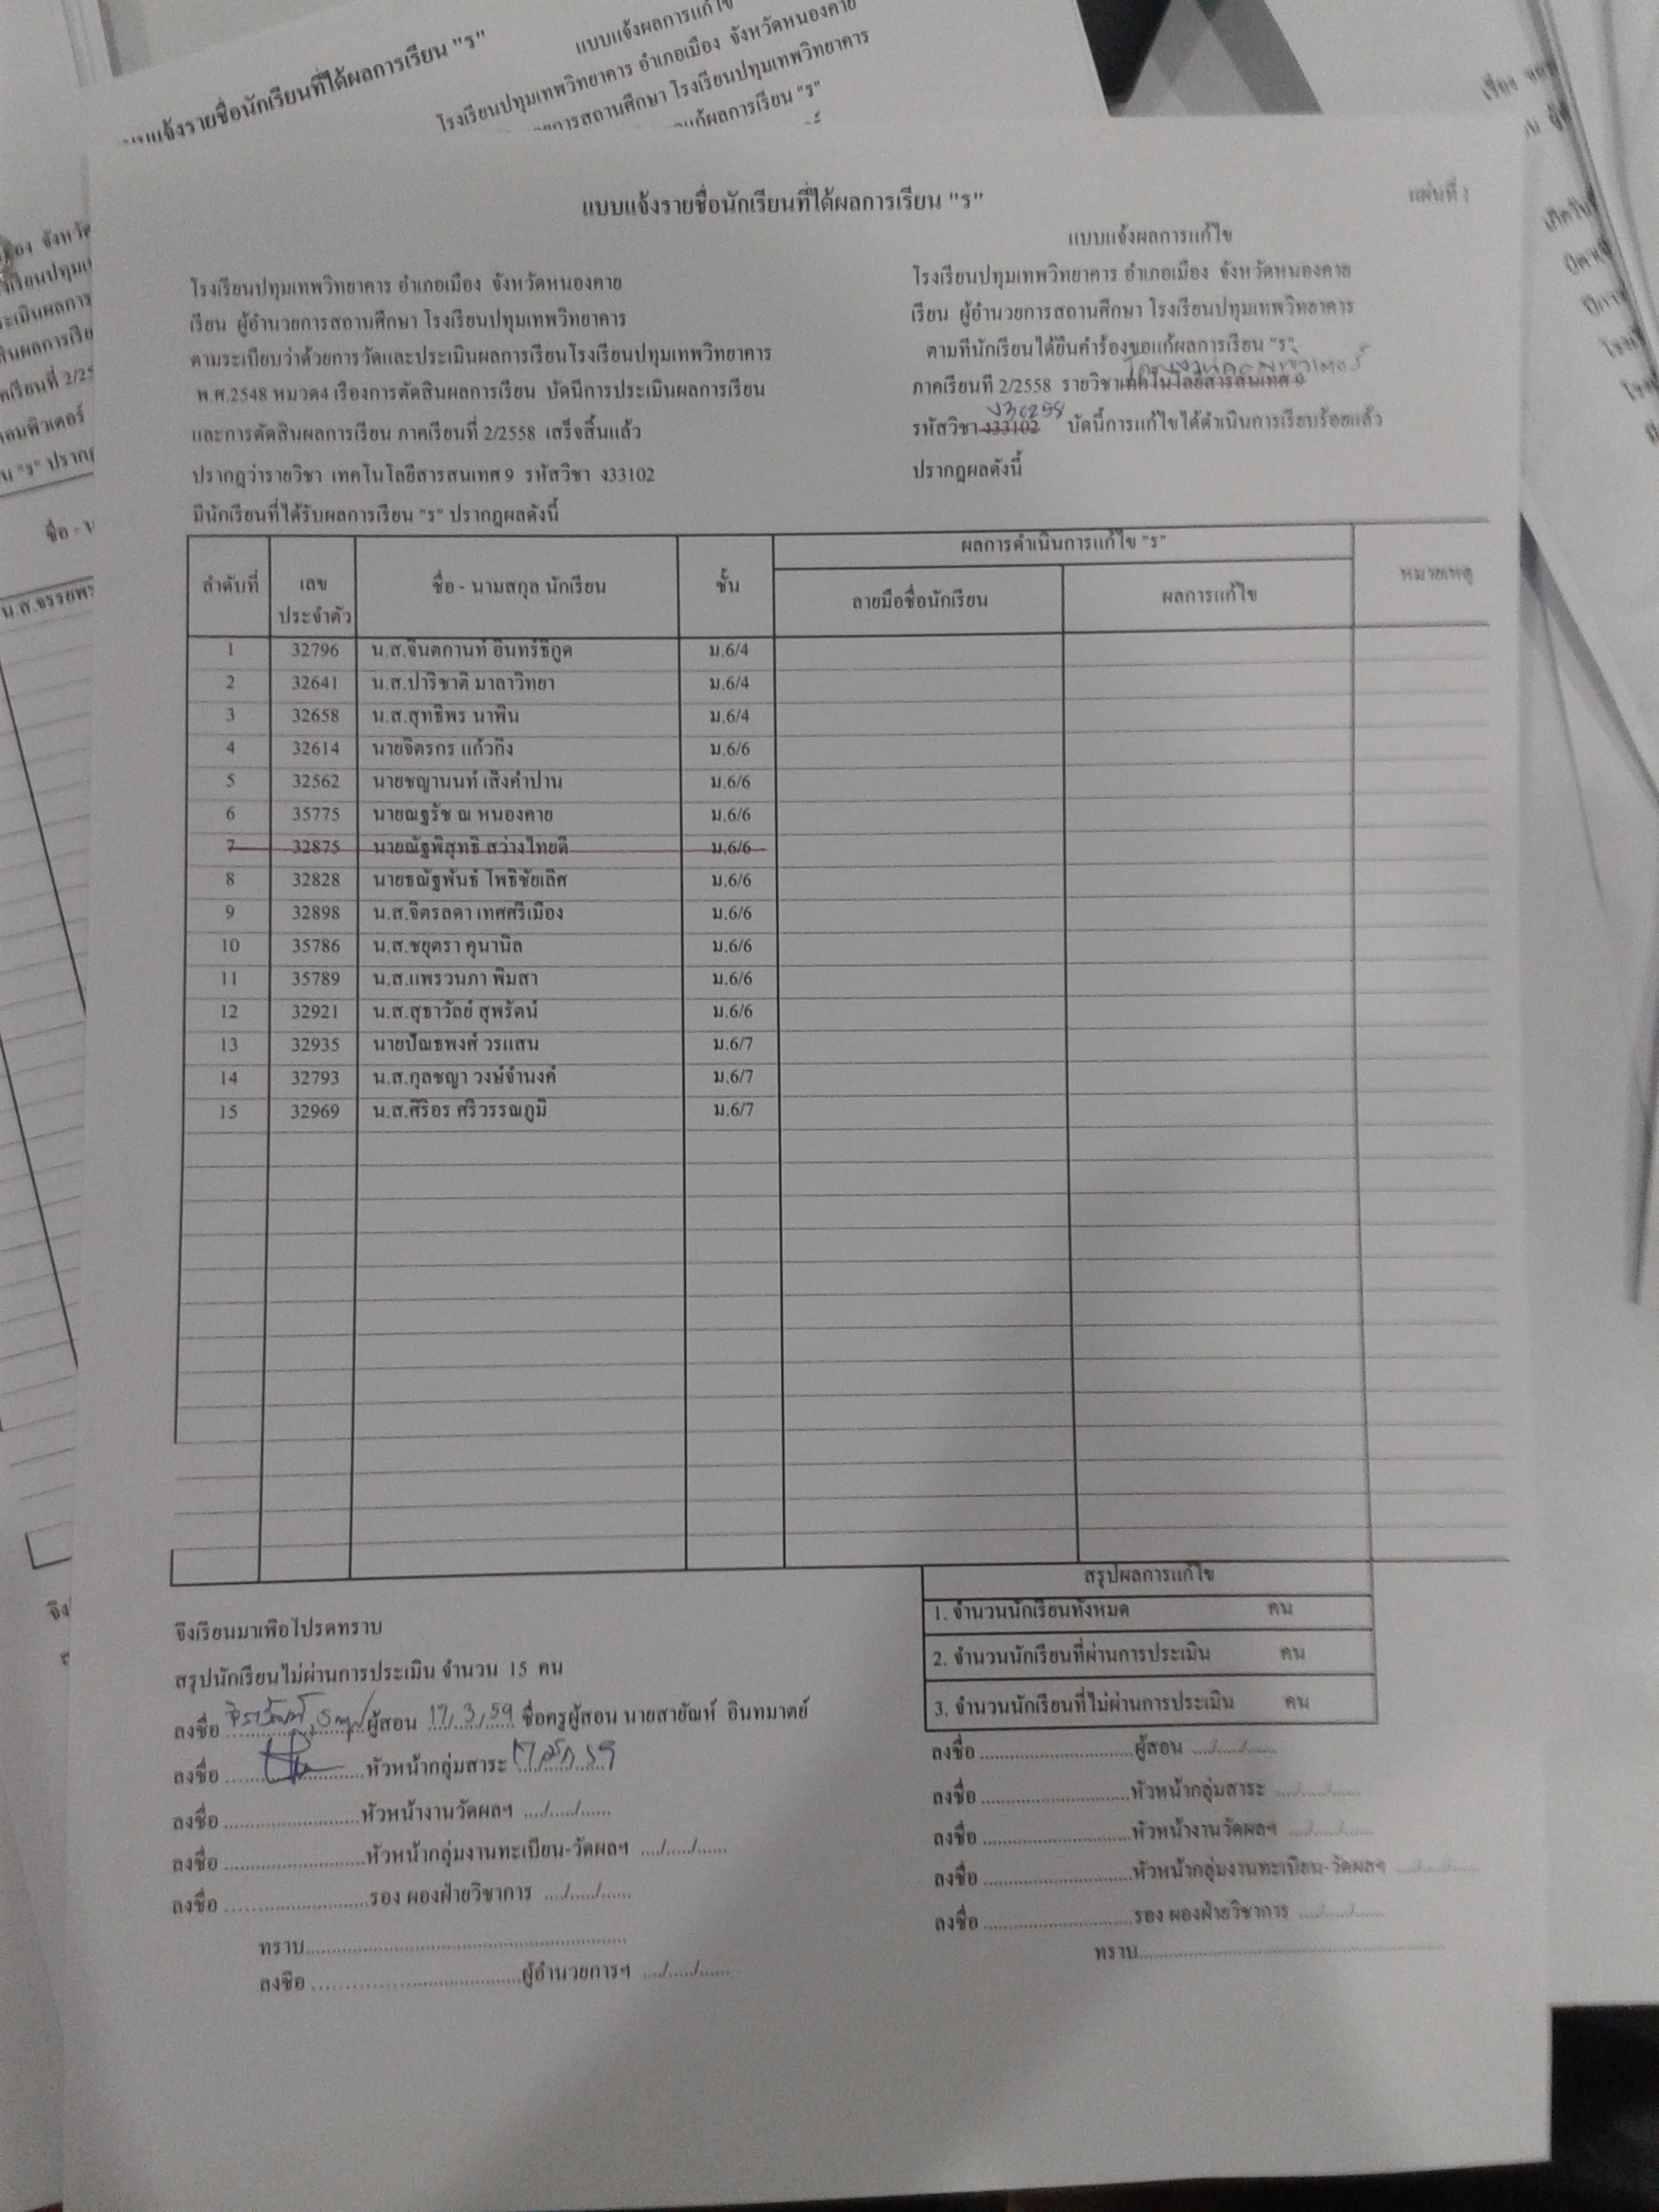 แบบแจ้งรายชื่อนักเรียนที่ได้ผลการเรียน "ร"
แผ่นที่ 1
แบบแจ้งผลการแก้ไข
โรงเรียนปทุมเทพวิทยาคาร อำเภอเมือง จังหวัดหนองคาย
เรียน ผู้อำนวยการสถานศึกษา โรงเรียนปทุมเทพวิทยาคาร
ตามระเบียบว่าด้วยการวัดและประเมินผลการเรียนโรงเรียนปทุมเทพวิทยาคาร
พ.ศ.2548 หมวด4 เรื่องการตัดสินผลการเรียน บัดนี้การประเมินผลการเรียน
และการตัดสินผลการเรียน ภาคเรียนที่ 2/2558 เสร็จสิ้นแล้ว
ปรากฎว่ารายวิชา เทคโนโลยีสารสนเทศ 9 รหัสวิชา ง33102
มีนักเรียนที่ได้รับผลการเรียน "ร" ปรากฎผลดังนี้
โรงเรียนปทุมเทพวิทยาคาร อำเภอเมือง จังหวัดหนองคาย
เรียน ผู้อำนวยการสถานศึกษา โรงเรียนปทุมเทพวิทยาคาร
ตามที่นักเรียนได้ยื่นคำร้องขอแก้ผลการเรียน "ร"
โครงงานคอมพิวเตอร์
ภาคเรียนที่ 2/2558 รายวิชาเทคโนโลยีสารสนเทศ 9
ง30258
รหัสวิชา ง33102 บัดนี้การแก้ไขได้ดำเนินการเรียบร้อยแล้ว
ปรากฎผลดังนี้
ลำดับที่ เลขประจำตัว ชื่อ - นามสกุล นักเรียน ชั้น ผลการดำเนินการแก้ไข "ร" หมายเหตุ
ลายมือชื่อนักเรียน ผลการแก้ไข
1 32796 น.ส.จินตกานท์ อินทร์ธิกูด ม.6/4
2 32641 น.ส.ปาริชาติ มาลาวิทยา ม.6/4
3 32658 น.ส.สุทธิพร นาพิน ม.6/4
4 32614 นายจิตรกร แก้วกิ่ง ม.6/6
5 32562 นายชญานนท์ เส็งคำปาน ม.6/6
6 35775 นายณฐรัช ณ หนองคาย ม.6/6
7 32875 นายณัฐพิสุทธิ์ สว่างไทยดี ม.6/6
8 32828 นายธณัฐพันธ์ โพธิชัยเลิศ ม.6/6
9 32898 น.ส.จิตรลดา เทศศรีเมือง ม.6/6
10 35786 น.ส.ชยุตรา คุนานิล ม.6/6
11 35789 น.ส.แพรวนภา พิมสา ม.6/6
12 32921 น.ส.สุธาวัลย์ สุพรัตน์ ม.6/6
13 32935 นายปัณธพงศ์ วรแสน ม.6/7
14 32793 น.ส.กุลชญา วงษ์จำนงค์ ม.6/7
15 32969 น.ส.ศิริอร ศรีวรรณภูมิ ม.6/7
จึงเรียนมาเพื่อโปรดทราบ
สรุปนักเรียนไม่ผ่านการประเมิน จำนวน 15 คน
ลงชื่อ ผู้สอน 17/3/59 ชื่อครูผู้สอน นายสายัณห์ อินทมาตย์
ลงชื่อ หัวหน้ากลุ่มสาระ
ลงชื่อ ..........................หัวหน้างานวัดผลฯ ..../...../......
ลงชื่อ ..........................หัวหน้ากลุ่มงานทะเบียน-วัดผลฯ ..../...../......
ลงชื่อ ..........................รอง ผอ.ฝ่ายวิชาการ ..../...../......
ทราบ............................................................
ลงชื่อ ......................................ผู้อำนวยการฯ ..../...../......
สรุปผลการแก้ไข
1. จำนวนนักเรียนทั้งหมด คน
2. จำนวนนักเรียนที่ผ่านการประเมิน คน
3. จำนวนนักเรียนที่ไม่ผ่านการประเมิน คน
ลงชื่อ ............................ผู้สอน ..../...../......
ลงชื่อ ............................หัวหน้ากลุ่มสาระ ..../...../......
ลงชื่อ ............................หัวหน้างานวัดผลฯ ..../...../......
ลงชื่อ ............................หัวหน้ากลุ่มงานทะเบียน-วัดผลฯ ..../...../......
ลงชื่อ ............................รอง ผอ.ฝ่ายวิชาการ ..../...../......
ทราบ............................................................